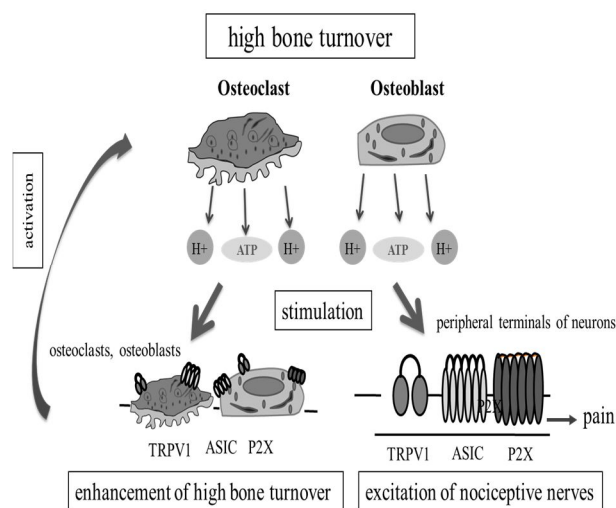 high bone turnover
Osteoclast Osteoblast
activation
H+ ATP H+ H+ ATP H+
stimulation
peripheral terminals of neurons
osteoclasts, osteoblasts
P2X
pain
TRPV1 ASIC P2X
TRPV1 ASIC P2X
enhancement of high bone turnover
excitation of nociceptive nerves